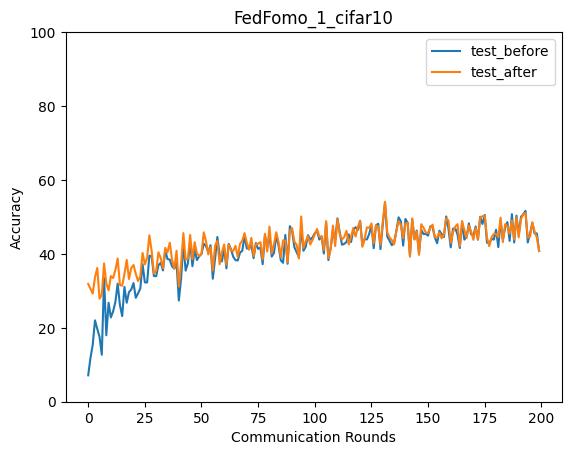 FedFomo_1_cifar10
test_before
test_after
100
80
60
40
20
0
Accuracy
0 25 50 75 100 125 150 175 200
Communication Rounds